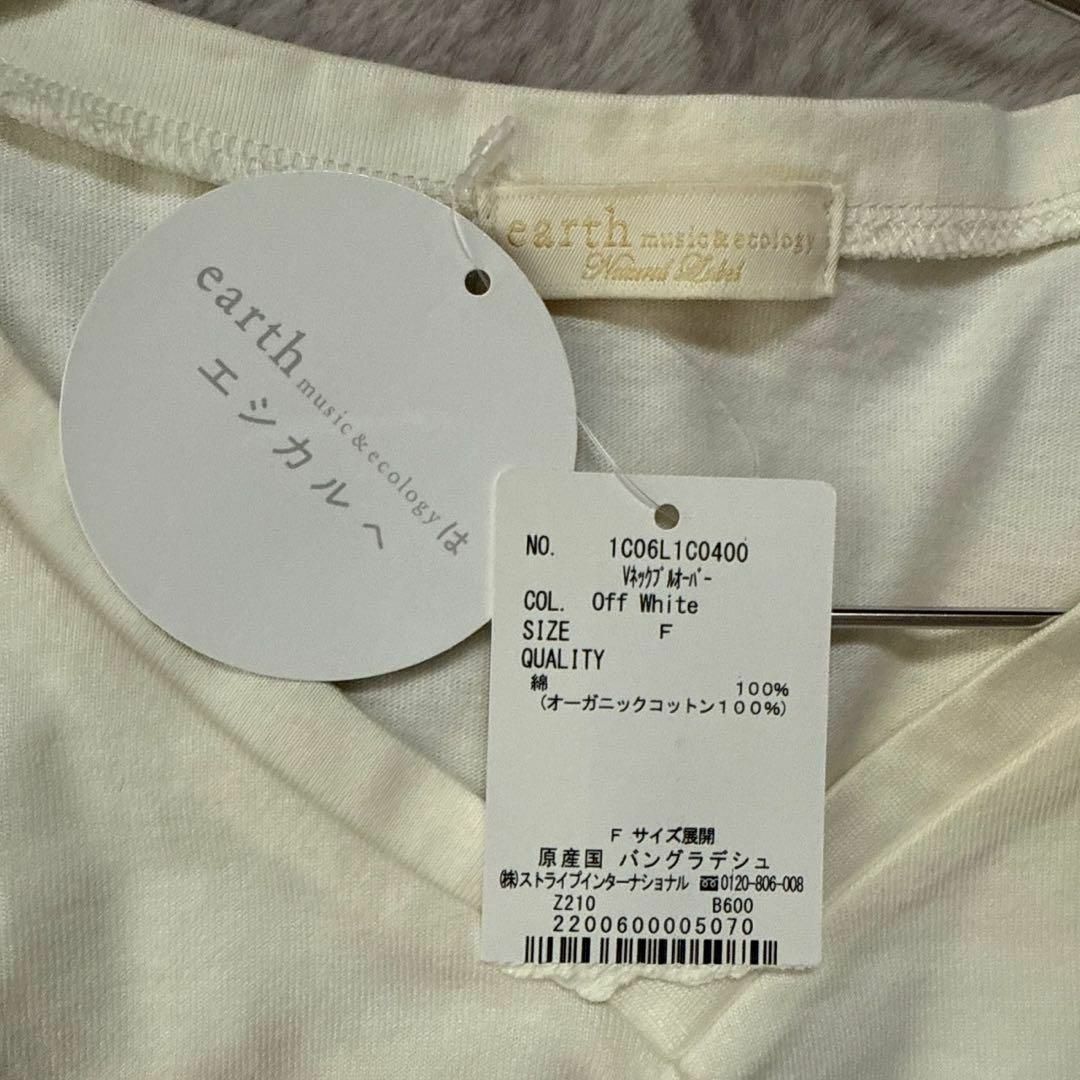 earth music&ecology
Natural Label
earth music&ecologyは
エシカルへ
NO. 1C06L1C0400
Vﾈｯｸﾌﾟﾙｵｰﾊﾞｰ
COL. Off White
SIZE F
QUALITY
綿 100%
(オーガニックコットン100%)
F サイズ展開
原産国 バングラデシュ
㈱ストライプインターナショナル ☎0120-806-008
Z210 B600
2200600005070